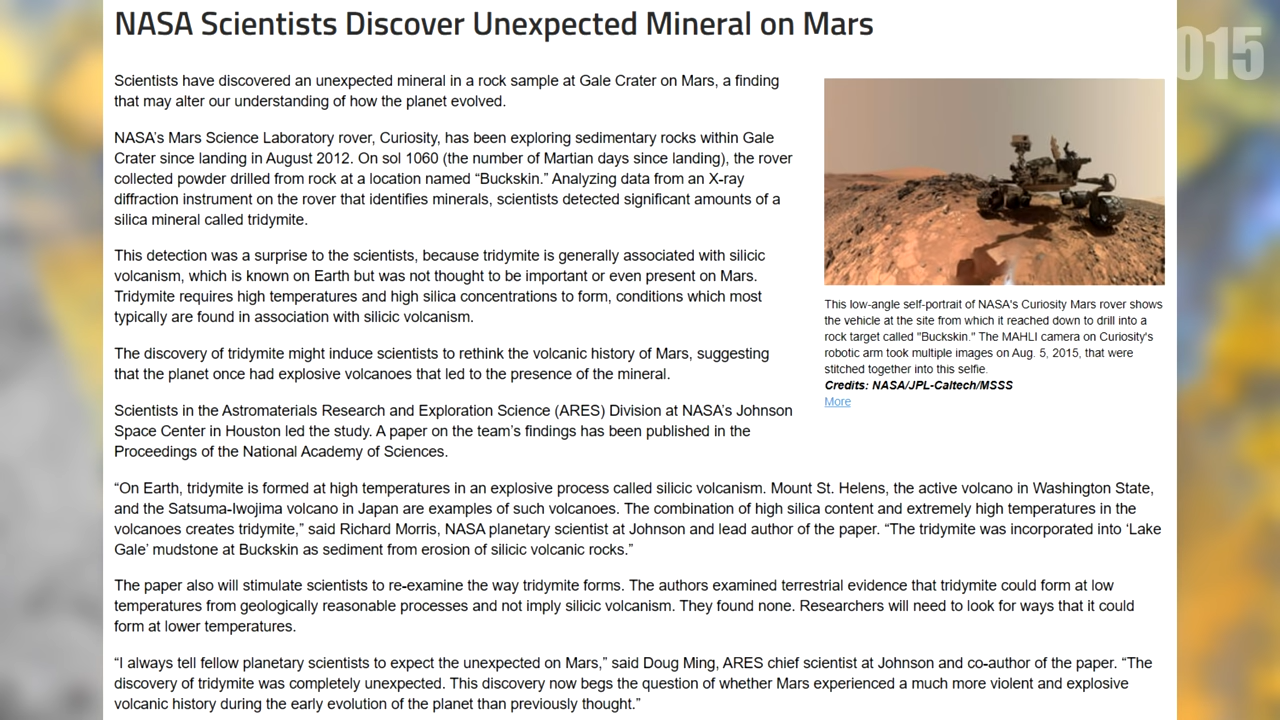 NASA Scientists Discover Unexpected Mineral on Mars
015
Scientists have discovered an unexpected mineral in a rock sample at Gale Crater on Mars, a finding
that may alter our understanding of how the planet evolved.
NASA’s Mars Science Laboratory rover, Curiosity, has been exploring sedimentary rocks within Gale
Crater since landing in August 2012. On sol 1060 (the number of Martian days since landing), the rover
collected powder drilled from rock at a location named “Buckskin.” Analyzing data from an X-ray
diffraction instrument on the rover that identifies minerals, scientists detected significant amounts of a
silica mineral called tridymite.
This detection was a surprise to the scientists, because tridymite is generally associated with silicic
volcanism, which is known on Earth but was not thought to be important or even present on Mars.
Tridymite requires high temperatures and high silica concentrations to form, conditions which most
typically are found in association with silicic volcanism.
The discovery of tridymite might induce scientists to rethink the volcanic history of Mars, suggesting
that the planet once had explosive volcanoes that led to the presence of the mineral.
Scientists in the Astromaterials Research and Exploration Science (ARES) Division at NASA’s Johnson
Space Center in Houston led the study. A paper on the team’s findings has been published in the
Proceedings of the National Academy of Sciences.
This low-angle self-portrait of NASA's Curiosity Mars rover shows
the vehicle at the site from which it reached down to drill into a
rock target called "Buckskin." The MAHLI camera on Curiosity's
robotic arm took multiple images on Aug. 5, 2015, that were
stitched together into this selfie.
Credits: NASA/JPL-Caltech/MSSS
More
“On Earth, tridymite is formed at high temperatures in an explosive process called silicic volcanism. Mount St. Helens, the active volcano in Washington State,
and the Satsuma-Iwojima volcano in Japan are examples of such volcanoes. The combination of high silica content and extremely high temperatures in the
volcanoes creates tridymite,” said Richard Morris, NASA planetary scientist at Johnson and lead author of the paper. “The tridymite was incorporated into ‘Lake
Gale’ mudstone at Buckskin as sediment from erosion of silicic volcanic rocks.”
The paper also will stimulate scientists to re-examine the way tridymite forms. The authors examined terrestrial evidence that tridymite could form at low
temperatures from geologically reasonable processes and not imply silicic volcanism. They found none. Researchers will need to look for ways that it could
form at lower temperatures.
“I always tell fellow planetary scientists to expect the unexpected on Mars,” said Doug Ming, ARES chief scientist at Johnson and co-author of the paper. “The
discovery of tridymite was completely unexpected. This discovery now begs the question of whether Mars experienced a much more violent and explosive
volcanic history during the early evolution of the planet than previously thought.”